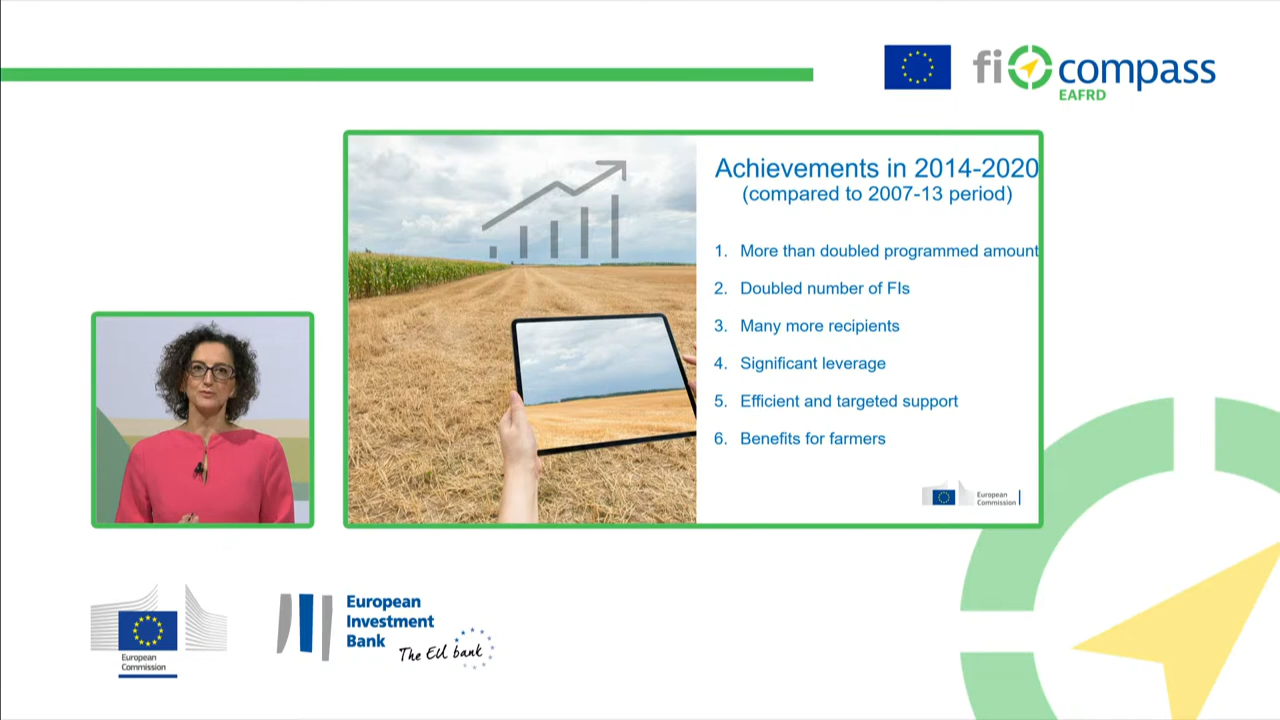 fi compass
EAFRD
Achievements in 2014-2020
(compared to 2007-13 period)
1. More than doubled programmed amount
2. Doubled number of FIs
3. Many more recipients
4. Significant leverage
5. Efficient and targeted support
6. Benefits for farmers
European
Commission
European
Commission
European
Investment
Bank
The EU bank